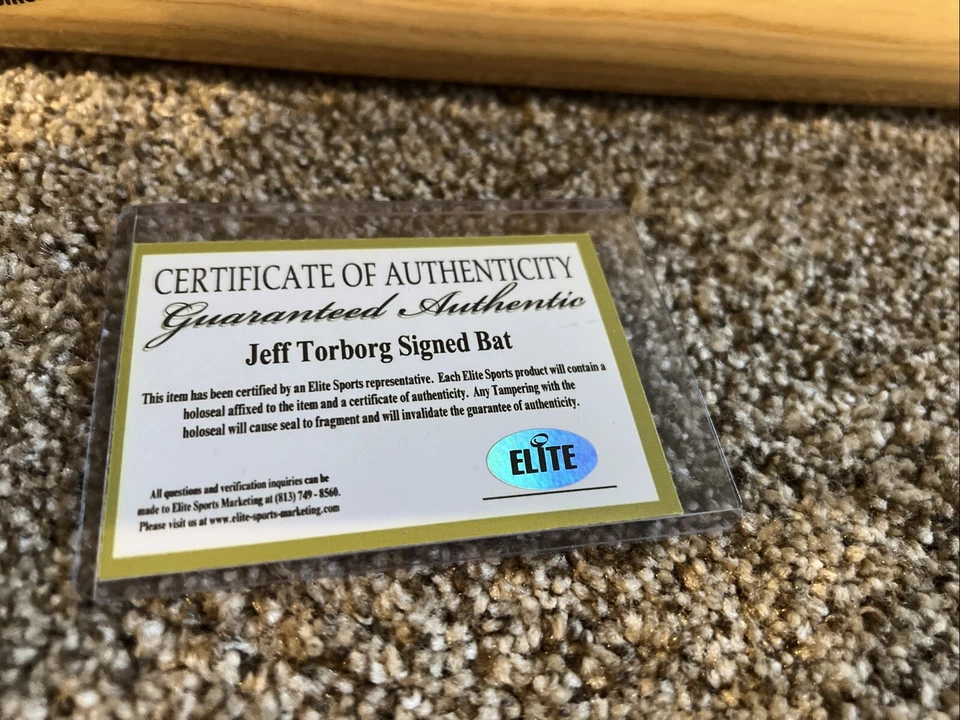 CERTIFICATE OF AUTHENTICITY
Guaranteed Authentic
Jeff Torborg Signed Bat
This item has been certified by an Elite Sports representative. Each Elite Sports product will contain a
holoseal affixed to the item and a certificate of authenticity. Any Tampering with the
holoseal will cause seal to fragment and will invalidate the guarantee of authenticity.
ELITE
All questions and verification inquiries can be
made to Elite Sports Marketing at (813) 749 - 8560.
Please visit us at www.elite-sports-marketing.com